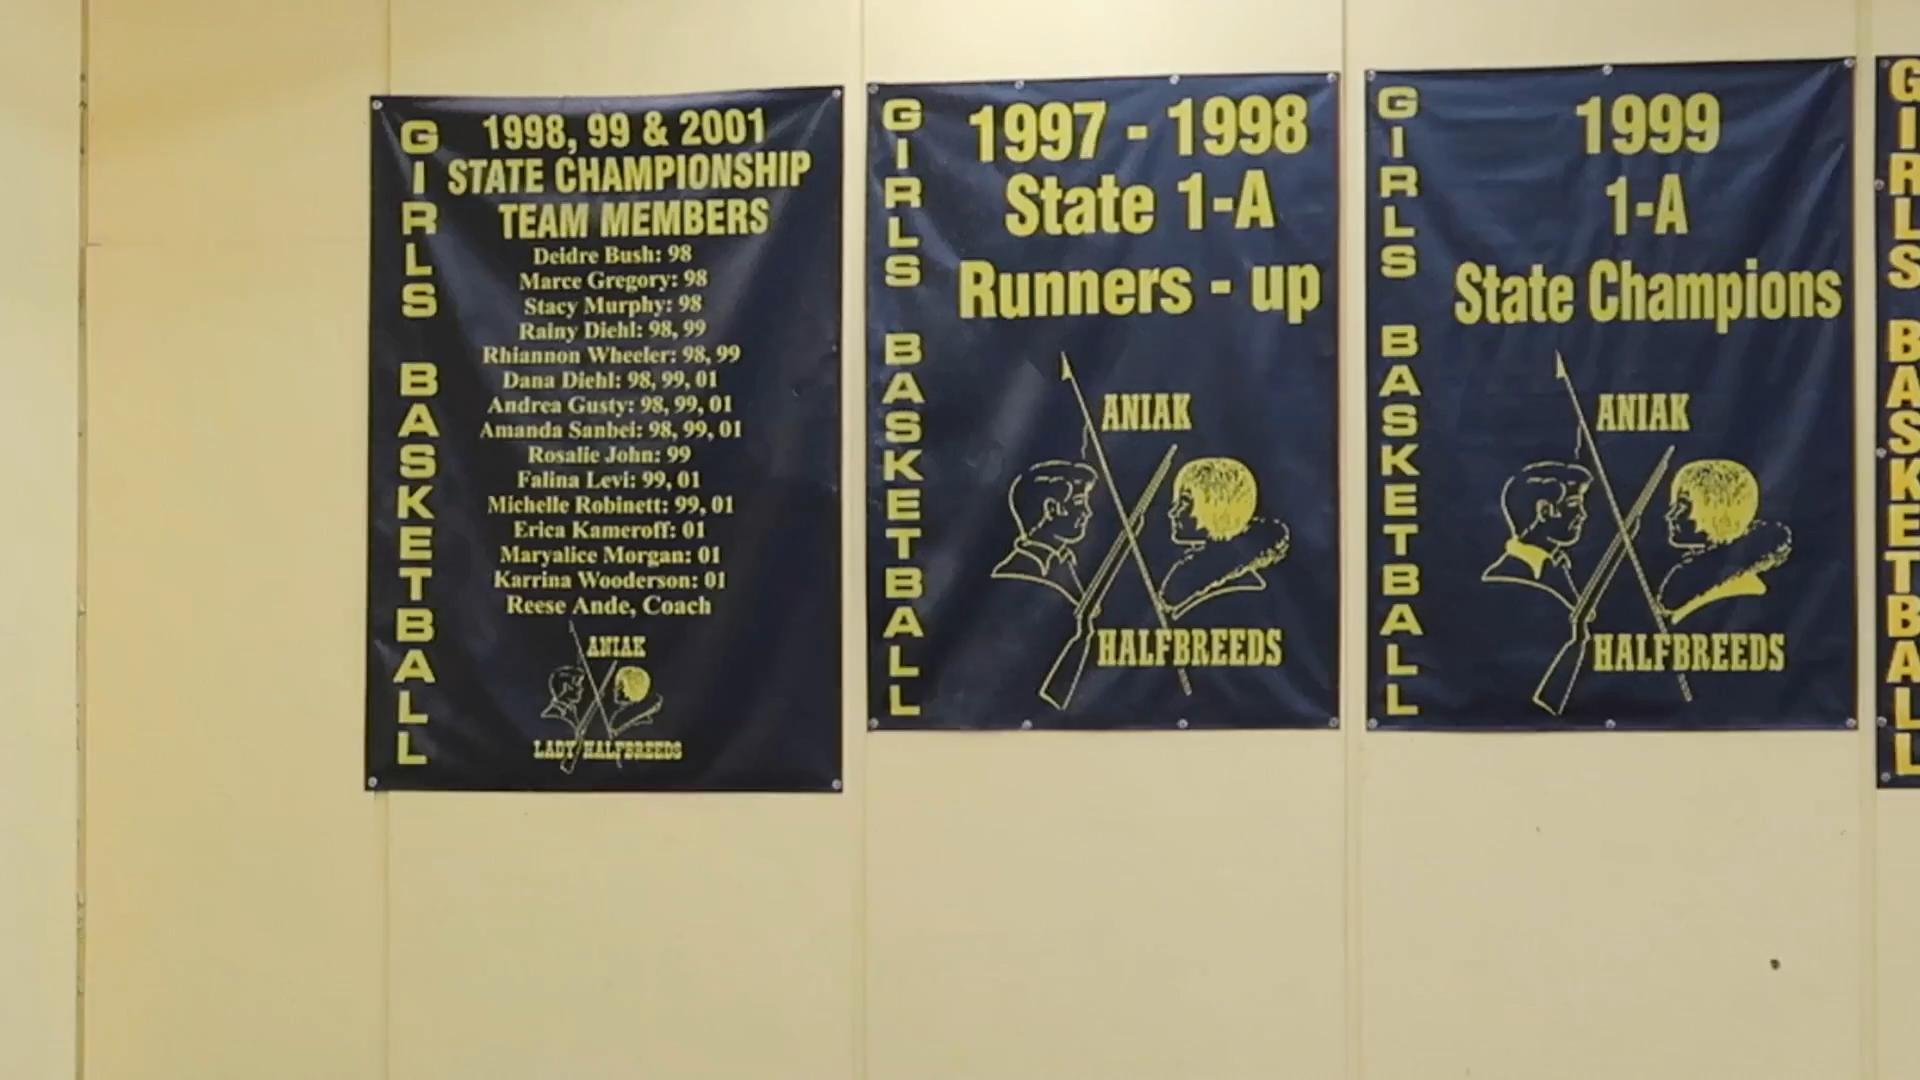 GIRLS BASKETBALL
1998, 99 & 2001
STATE CHAMPIONSHIP
TEAM MEMBERS
Deidre Bush: 98
Marce Gregory: 98
Stacy Murphy: 98
Rainy Diehl: 98, 99
Rhiannon Wheeler: 98, 99
Dana Diehl: 98, 99, 01
Andrea Gusty: 98, 99, 01
Amanda Sanbei: 98, 99, 01
Rosalie John: 99
Falina Levi: 99, 01
Michelle Robinett: 99, 01
Erica Kameroff: 01
Maryalice Morgan: 01
Karrina Wooderson: 01
Reese Ande, Coach
ANIAK
LADY HALFBREEDS
GIRLS BASKETBALL
1997 - 1998
State 1-A
Runners - up
ANIAK
HALFBREEDS
GIRLS BASKETBALL
1999
1-A
State Champions
ANIAK
HALFBREEDS
GIRLS BASKETBALL